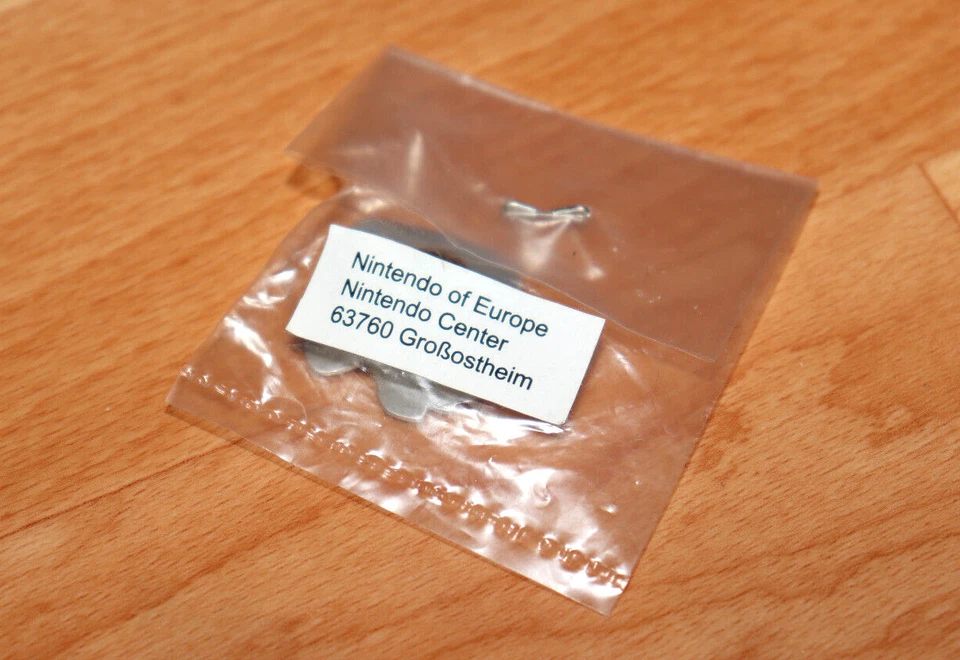 Nintendo of Europe
Nintendo Center
63760 Großostheim